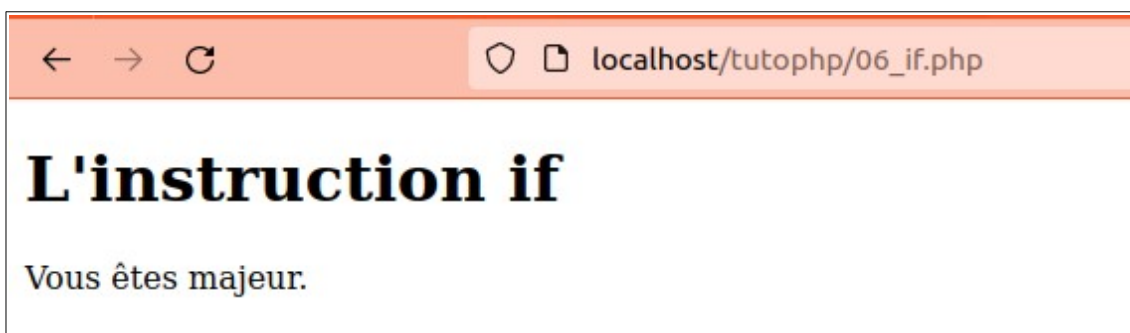 localhost/tutophp/06_if.php
L'instruction if
Vous êtes majeur.